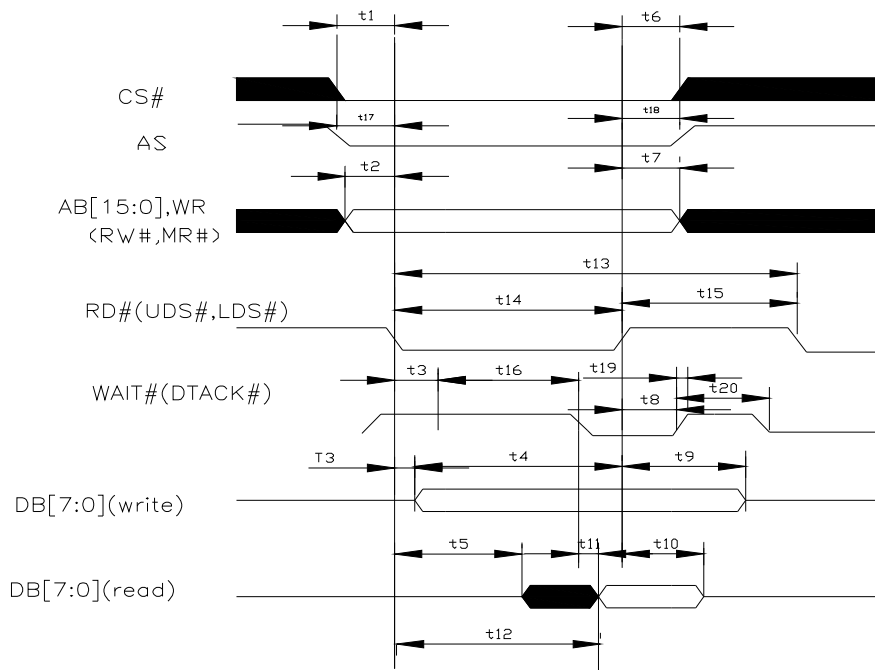 t1 t6
CS#
t17 t18
AS
t2 t7
AB[15:0],WR
(RW#,MR#)
t13
t14 t15
RD#(UDS#,LDS#)
t3 t16 t19 t20
WAIT#(DTACK#)
t8
T3 t4 t9
DB[7:0](write)
t5 t11 t10
DB[7:0](read)
t12